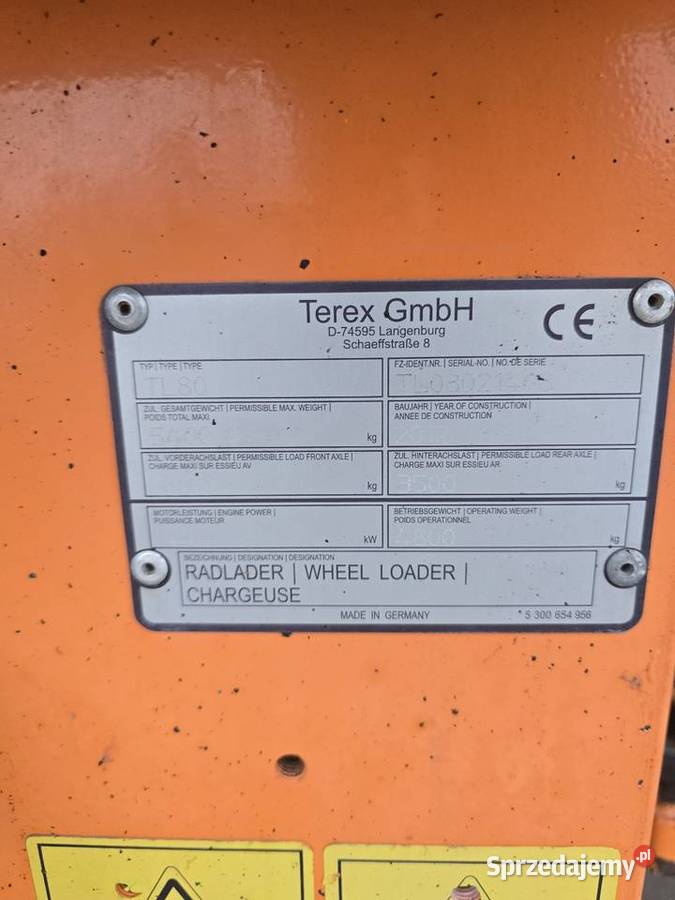 Terex GmbH
D-74595 Langenburg
Schaeffstraße 8
CE
TYP | TYPE | TYPE
TL80
FZ-IDENT.NR. | SERIAL-NO. | NO. DE SERIE
ZUL. GESAMTGEWICHT | PERMISSIBLE MAX. WEIGHT |
POIDS TOTAL MAXI.
kg
BAUJAHR | YEAR OF CONSTRUCTION |
ANNEE DE CONSTRUCTION
ZUL. VORDERACHSLAST | PERMISSIBLE LOAD FRONT AXLE |
CHARGE MAXI SUR ESSIEU AV
kg
ZUL. HINTERACHSLAST | PERMISSIBLE LOAD REAR AXLE |
CHARGE MAXI SUR ESSIEU AR
3500 kg
MOTORLEISTUNG | ENGINE POWER |
PUISSANCE MOTEUR
kW
BETRIEBSGEWICHT | OPERATING WEIGHT |
POIDS OPERATIONNEL
kg
BEZEICHNUNG | DESIGNATION | DESIGNATION
RADLADER | WHEEL LOADER |
CHARGEUSE
MADE IN GERMANY
5 300 654 956
Sprzedajemy.pl